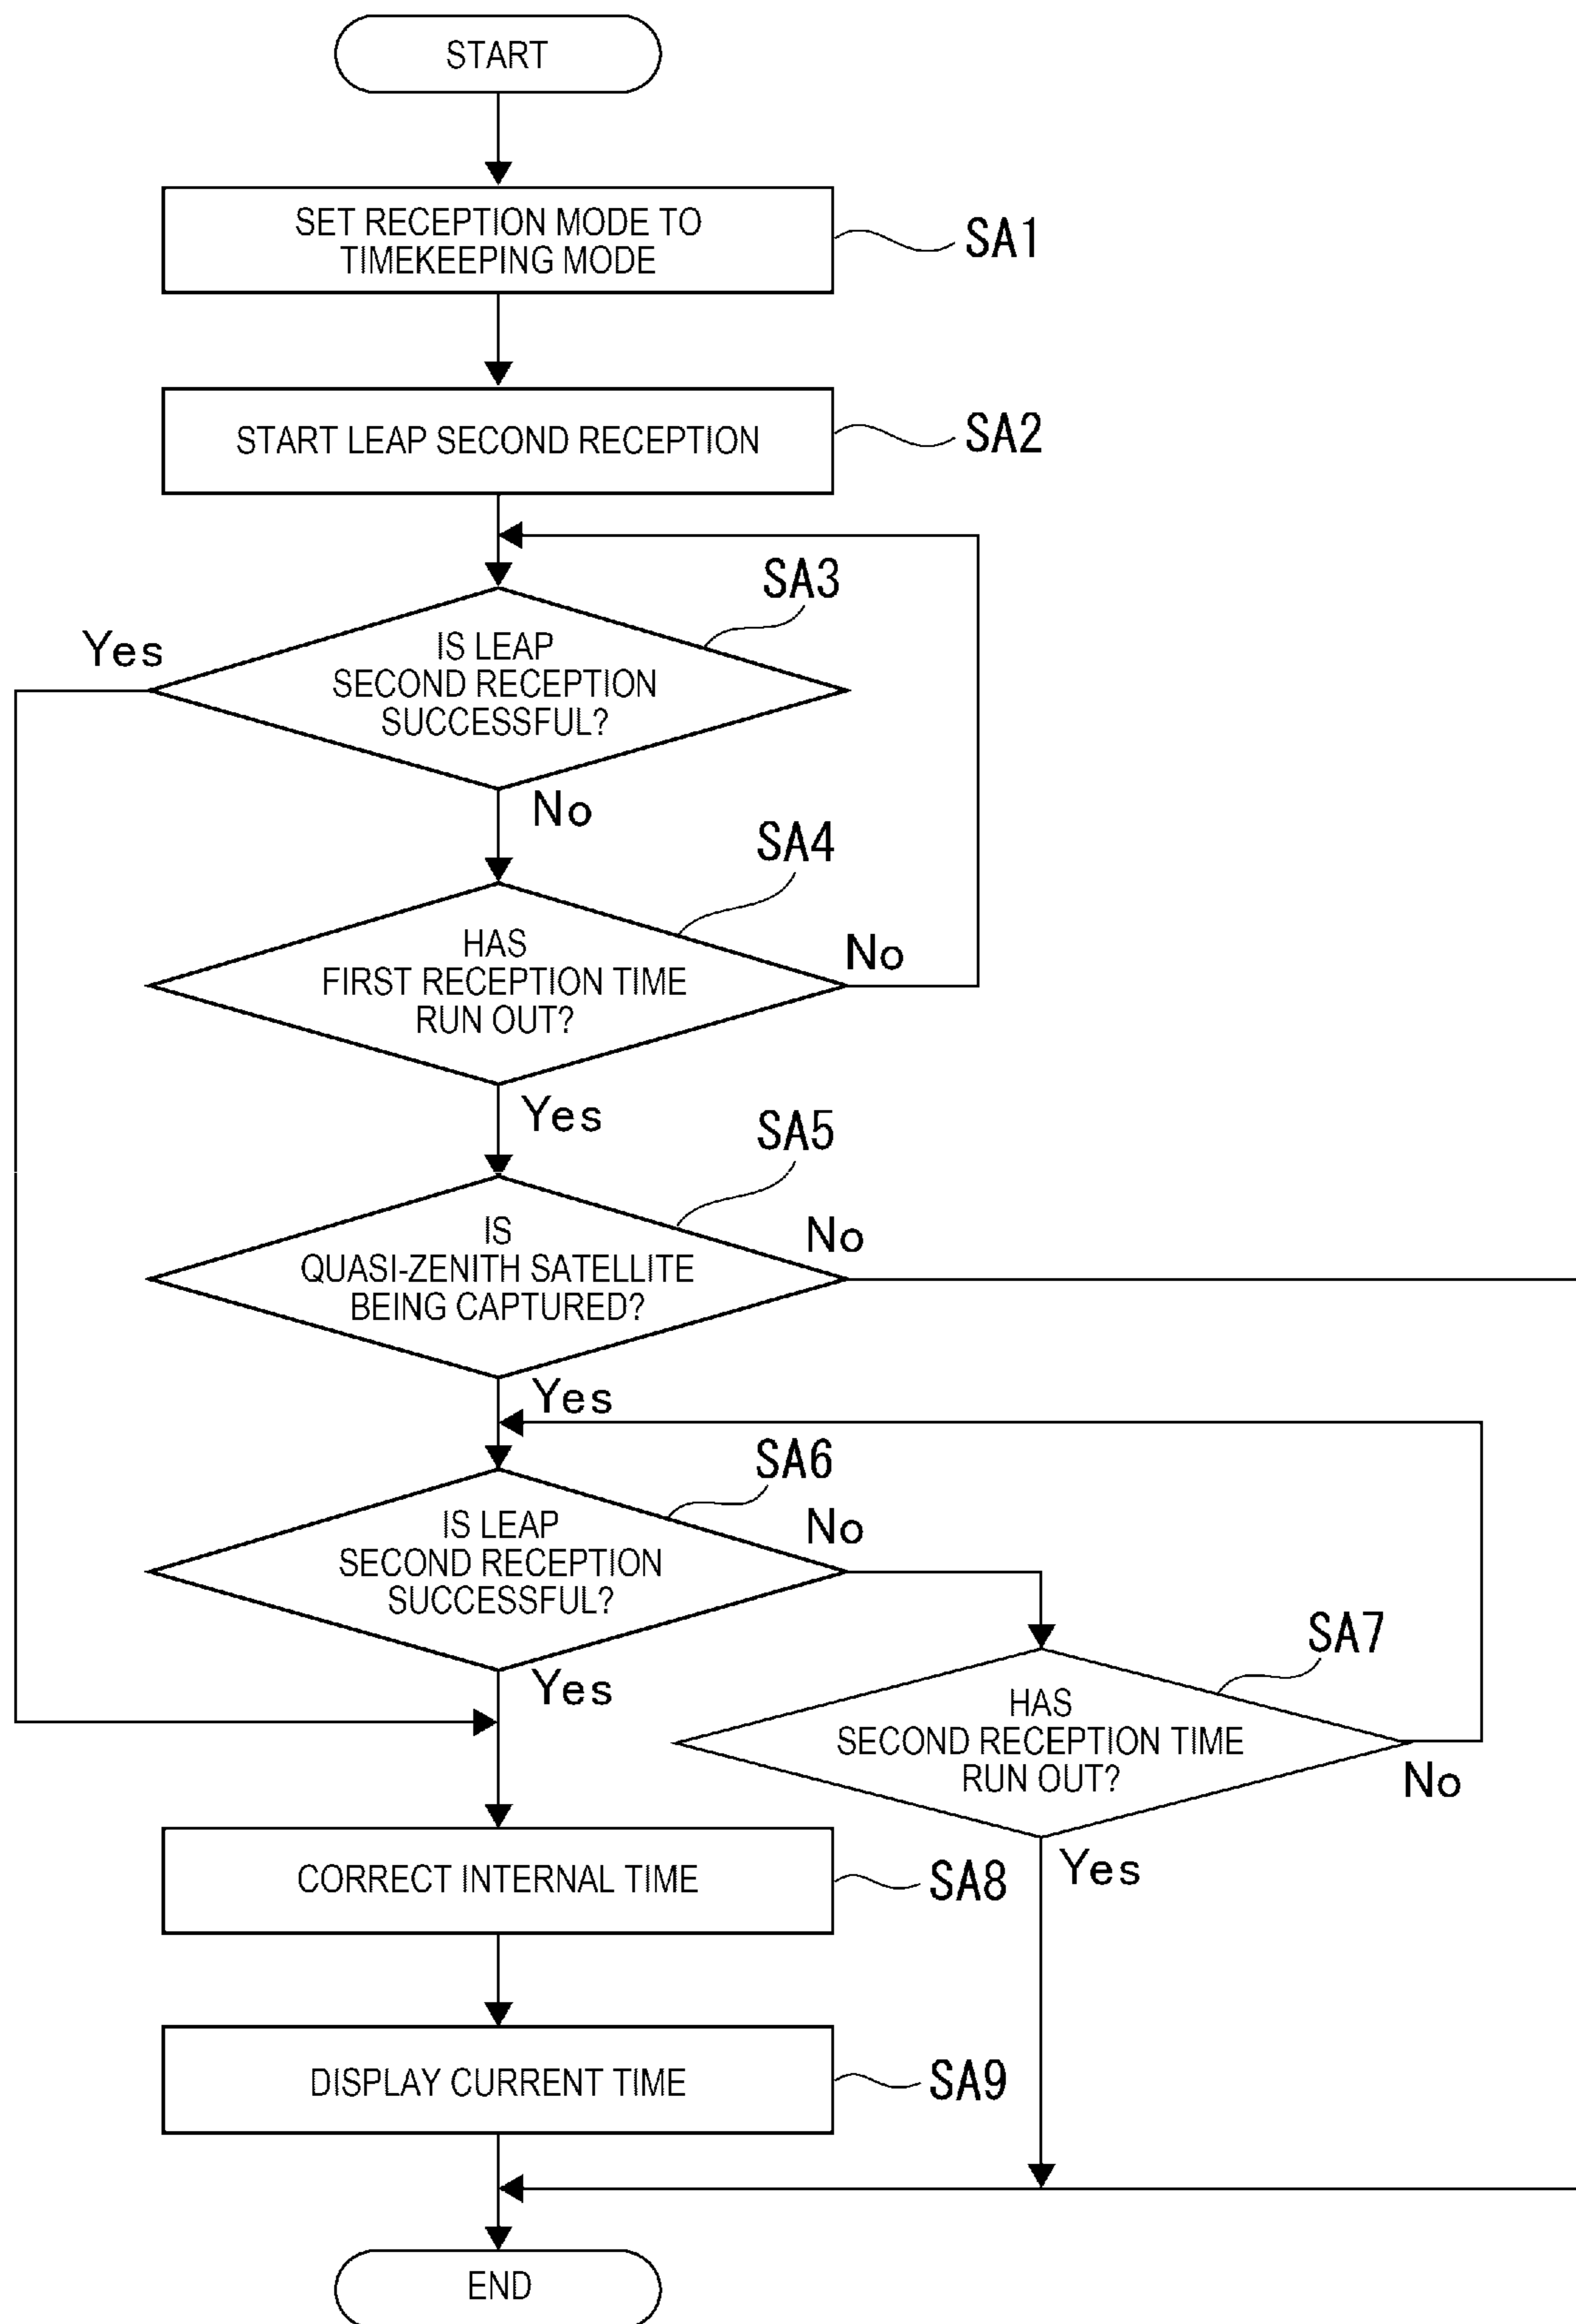 START
SET RECEPTION MODE TO
TIMEKEEPING MODE
SA1
START LEAP SECOND RECEPTION
SA2
SA3
Yes
IS LEAP
SECOND RECEPTION
SUCCESSFUL?
No
SA4
HAS
FIRST RECEPTION TIME
RUN OUT?
No
Yes
SA5
IS
QUASI-ZENITH SATELLITE
BEING CAPTURED?
No
Yes
SA6
IS LEAP
SECOND RECEPTION
SUCCESSFUL?
No
Yes
SA7
HAS
SECOND RECEPTION TIME
RUN OUT?
No
Yes
CORRECT INTERNAL TIME
SA8
DISPLAY CURRENT TIME
SA9
END